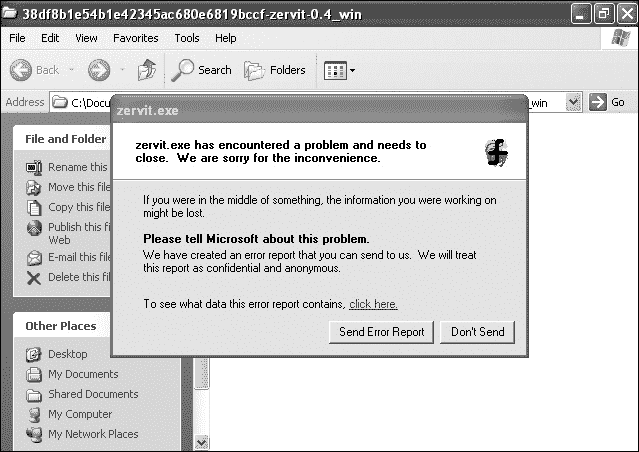 38df8b1e54b1e42345ac680e6819bccf-zervit-0.4_win
File Edit View Favorites Tools Help
Back Search Folders
Address C:\Docu _win Go
zervit.exe
zervit.exe has encountered a problem and needs to
close. We are sorry for the inconvenience.
If you were in the middle of something, the information you were working on
might be lost.
Please tell Microsoft about this problem.
We have created an error report that you can send to us. We will treat
this report as confidential and anonymous.
To see what data this error report contains, click here.
Send Error Report Don't Send
File and Folder
Rename this
Move this file
Copy this file
Publish this fi
Web
E-mail this file
Delete this file
Other Places
Desktop
My Documents
Shared Documents
My Computer
My Network Places